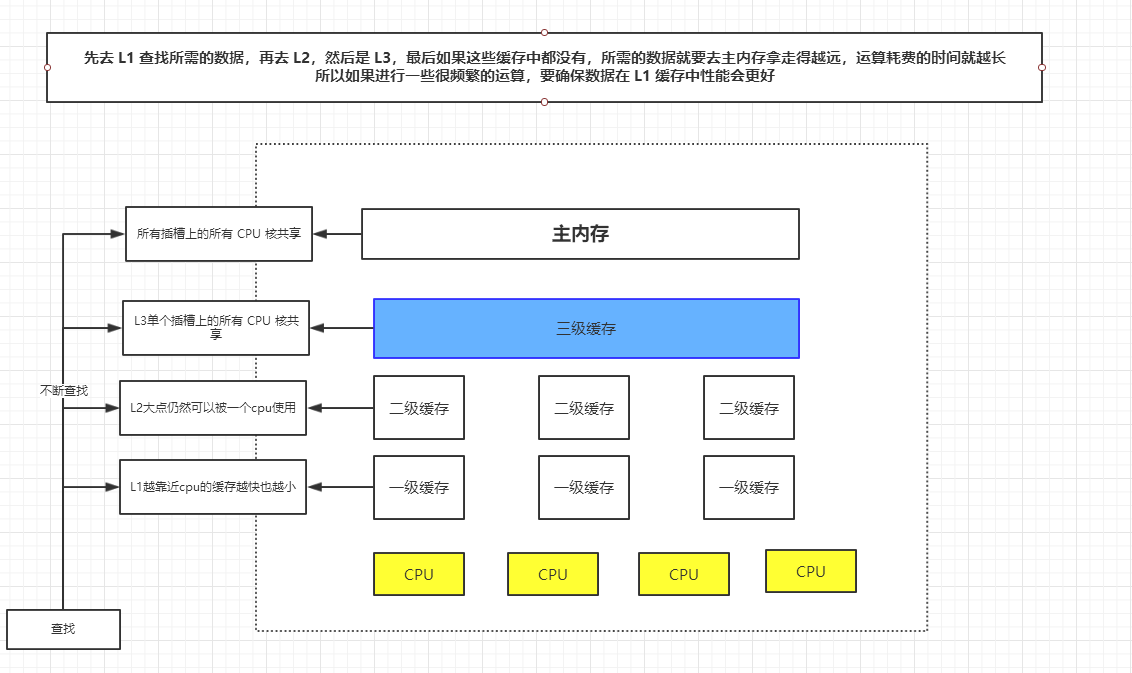 先去 L1 查找所需的数据，再去 L2，然后是 L3，最后如果这些缓存中都没有，所需的数据就要去主内存拿走得越远，运算耗费的时间就越长
所以如果进行一些很频繁的运算，要确保数据在 L1 缓存中性能会更好
所有插槽上的所有 CPU 核共享
主内存
L3单个插槽上的所有 CPU 核共
享
三级缓存
不断查找
L2大点仍然可以被一个cpu使用
二级缓存
二级缓存
二级缓存
L1越靠近cpu的缓存越快也越小
一级缓存
一级缓存
一级缓存
CPU
CPU
CPU
CPU
查找